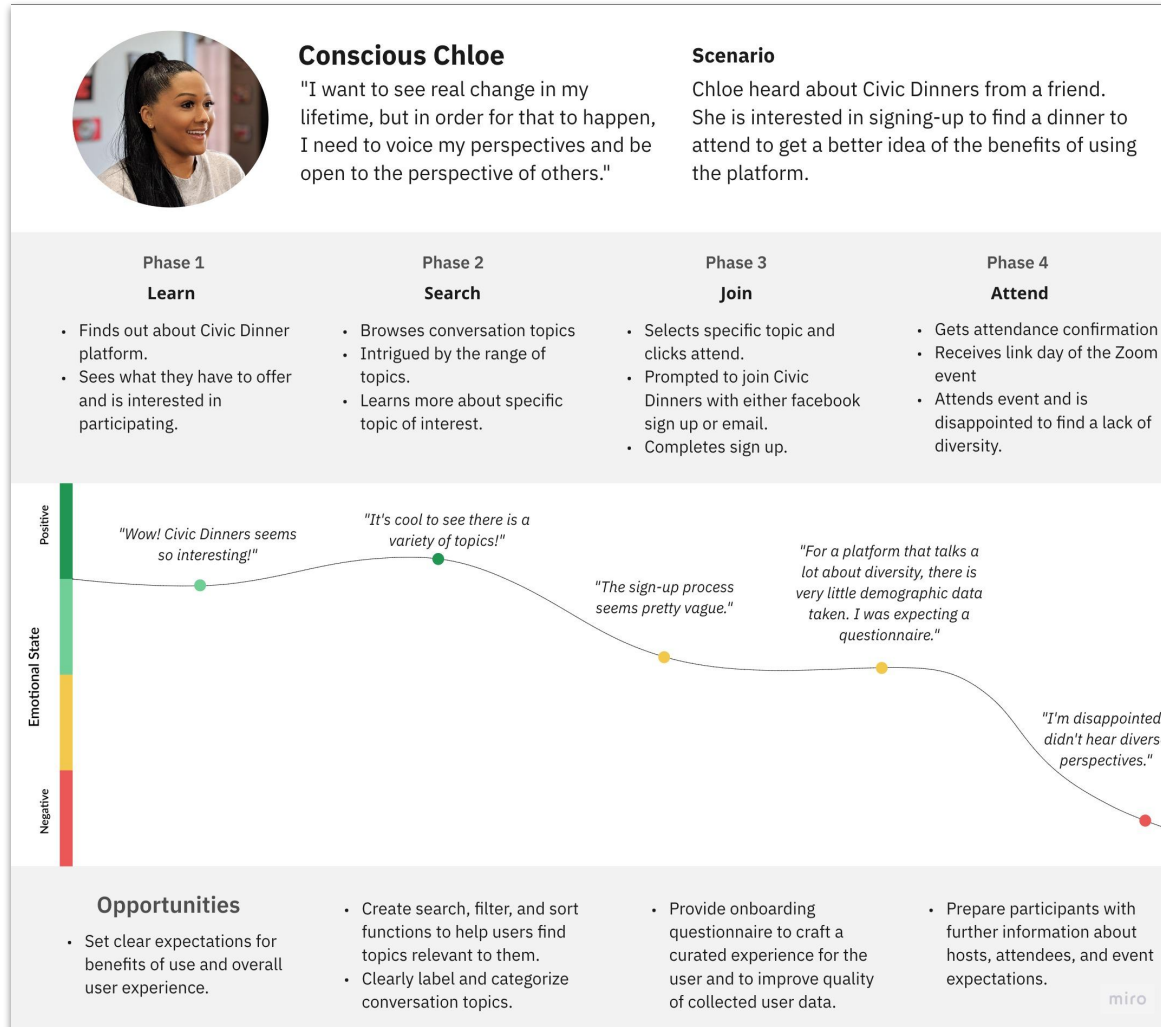 Conscious Chloe
"I want to see real change in my
lifetime, but in order for that to happen,
I need to voice my perspectives and be
open to the perspective of others."
Scenario
Chloe heard about Civic Dinners from a friend.
She is interested in signing-up to find a dinner to
attend to get a better idea of the benefits of using
the platform.
Phase 1
Learn
• Finds out about Civic Dinner
platform.
• Sees what they have to offer
and is interested in
participating.
Phase 2
Search
• Browses conversation topics
• Intrigued by the range of
topics.
• Learns more about specific
topic of interest.
Phase 3
Join
• Selects specific topic and
clicks attend.
• Prompted to join Civic
Dinners with either facebook
sign up or email.
• Completes sign up.
Phase 4
Attend
• Gets attendance confirmation
• Receives link day of the Zoom
event
• Attends event and is
disappointed to find a lack of
diversity.
Positive
Emotional State
Negative
"Wow! Civic Dinners seems
so interesting!"
"It's cool to see there is a
variety of topics!"
"The sign-up process
seems pretty vague."
"For a platform that talks a
lot about diversity, there is
very little demographic data
taken. I was expecting a
questionnaire."
"I'm disappointed
didn't hear divers
perspectives."
Opportunities
• Set clear expectations for
benefits of use and overall
user experience.
• Create search, filter, and sort
functions to help users find
topics relevant to them.
• Clearly label and categorize
conversation topics.
• Provide onboarding
questionnaire to craft a
curated experience for the
user and to improve quality
of collected user data.
• Prepare participants with
further information about
hosts, attendees, and event
expectations.
miro